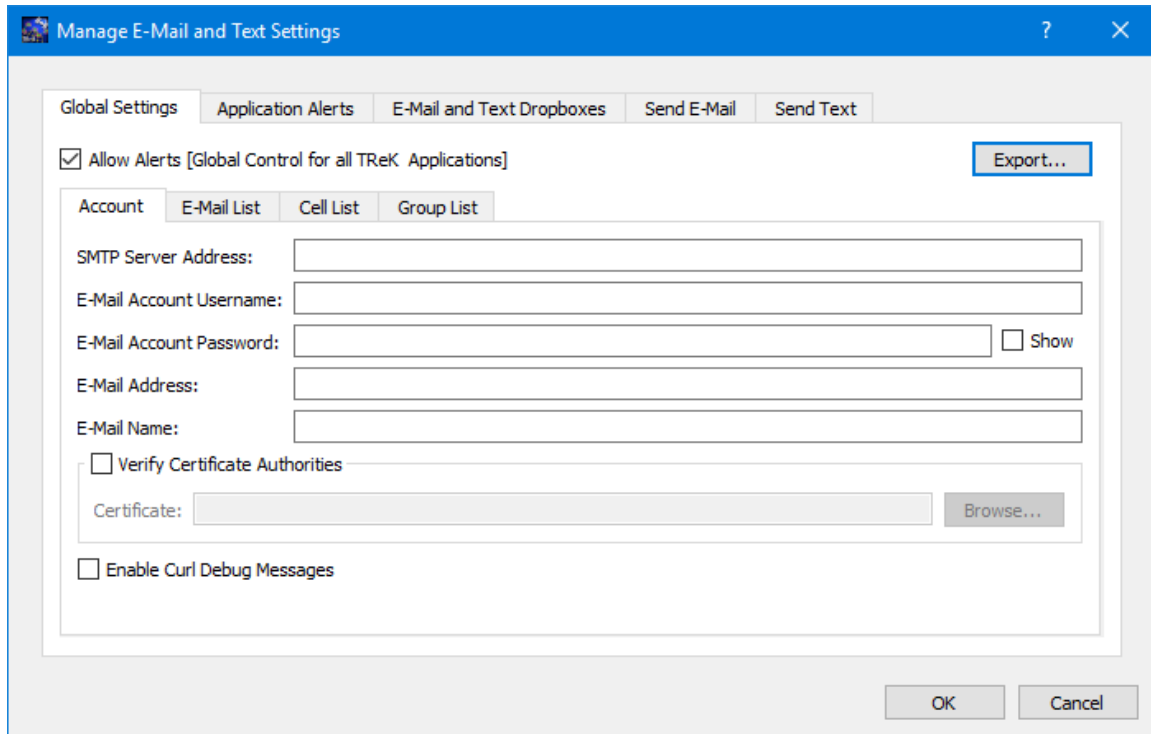 Manage E-Mail and Text Settings ?
Global Settings Application Alerts E-Mail and Text Dropboxes Send E-Mail Send Text
Allow Alerts [Global Control for all TReK Applications] Export...
Account E-Mail List Cell List Group List
SMTP Server Address:
E-Mail Account Username:
E-Mail Account Password: Show
E-Mail Address:
E-Mail Name:
Verify Certificate Authorities
Certificate: Browse...
Enable Curl Debug Messages
OK Cancel